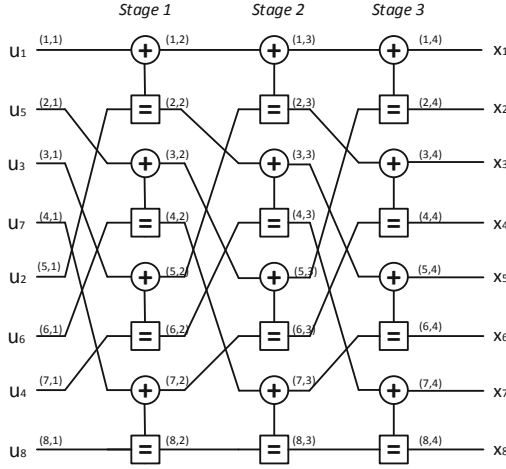 Stage 1 Stage 2 Stage 3
u₁ (1,1) + (1,2) + (1,3) + (1,4) x₁
u₅ (2,1) = (2,2) = (2,3) = (2,4) x₂
u₃ (3,1) + (3,2) + (3,3) + (3,4) x₃
u₇ (4,1) = (4,2) = (4,3) = (4,4) x₄
u₂ (5,1) + (5,2) + (5,3) + (5,4) x₅
u₆ (6,1) = (6,2) = (6,3) = (6,4) x₆
u₄ (7,1) + (7,2) + (7,3) + (7,4) x₇
u₈ (8,1) = (8,2) = (8,3) = (8,4) x₈